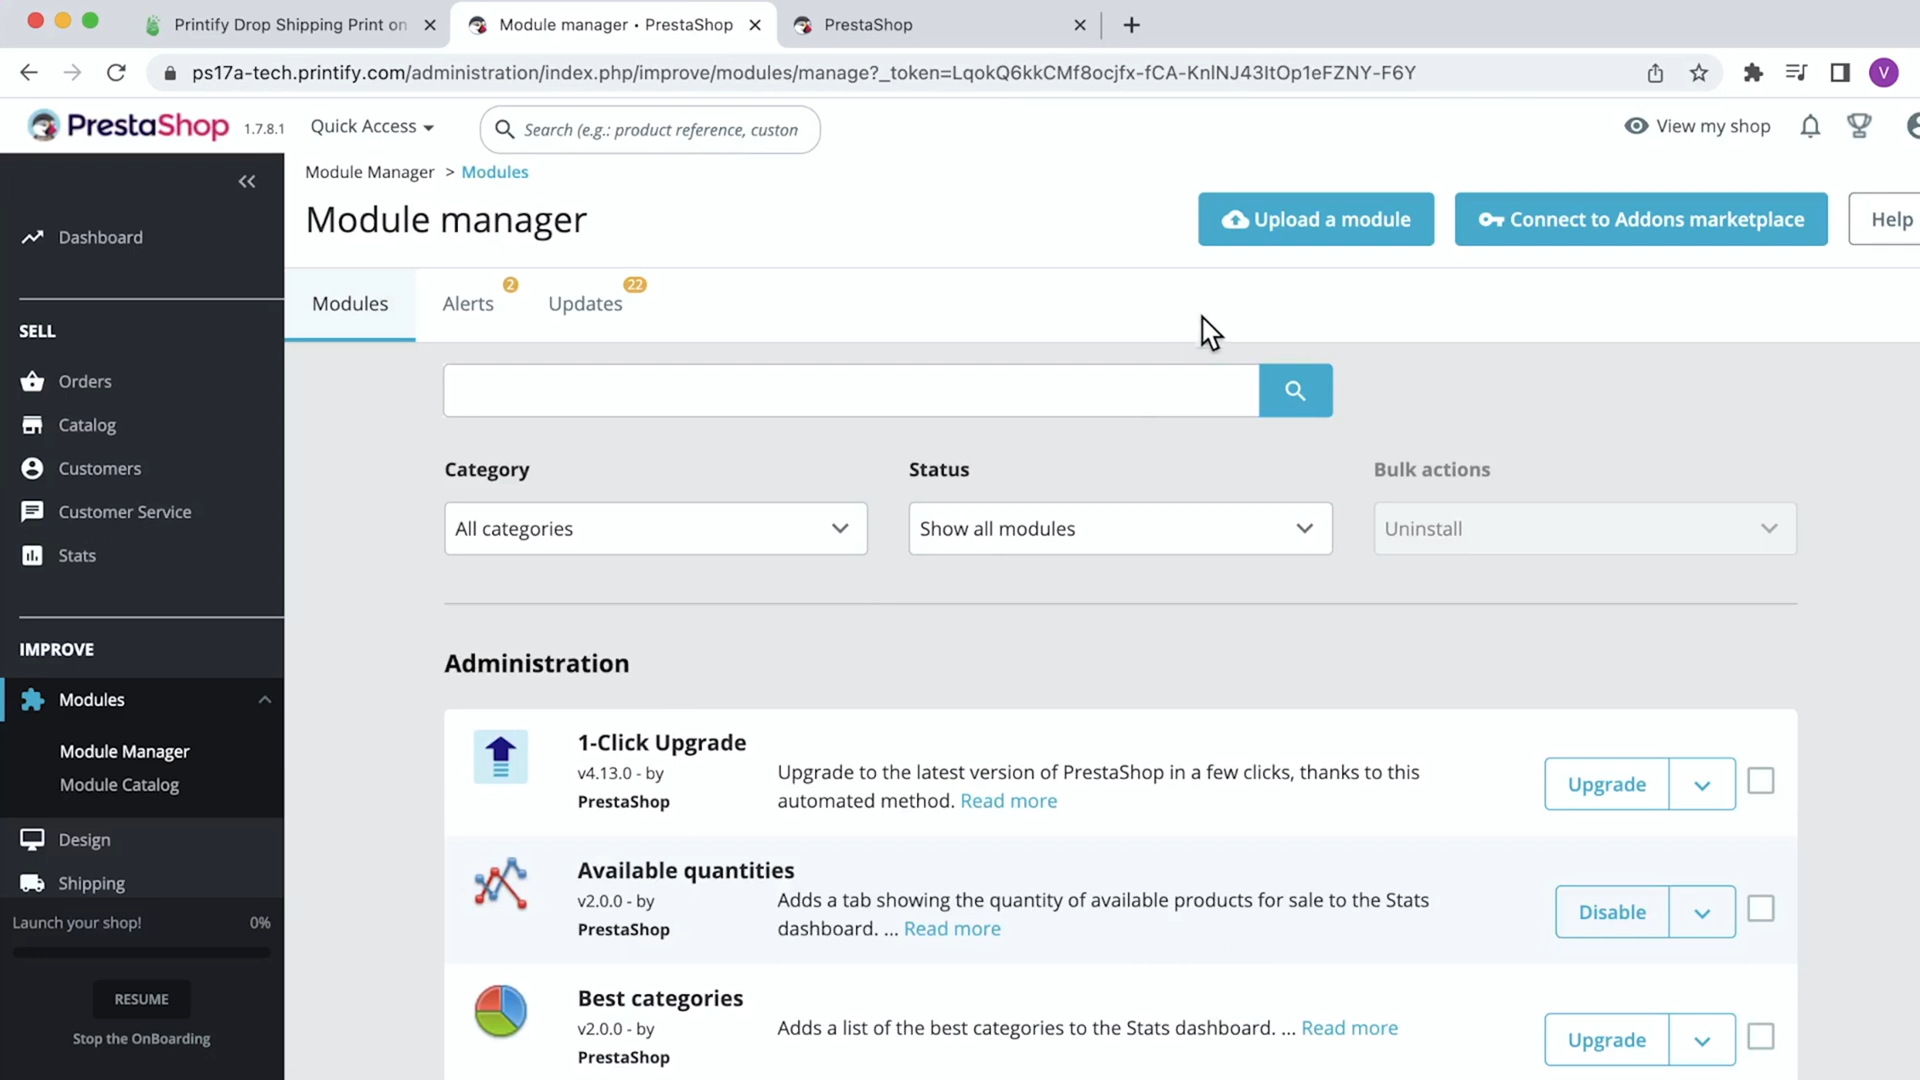 Printify Drop Shipping Print on
Module manager • PrestaShop
PrestaShop
ps17a-tech.printify.com/administration/index.php/improve/modules/manage?_token=LqokQ6kkCMf8ocjfx-fCA-KnlNJ43ItOp1eFZNY-F6Y
V
PrestaShop 1.7.8.1
Quick Access
Search (e.g.: product reference, custon
View my shop
Module Manager > Modules
Module manager
Upload a module
Connect to Addons marketplace
Help
Modules
Alerts 2
Updates 22
Dashboard
SELL
Orders
Catalog
Customers
Customer Service
Stats
IMPROVE
Modules
Module Manager
Module Catalog
Design
Shipping
Launch your shop! 0%
RESUME
Stop the OnBoarding
Category
Status
Bulk actions
All categories
Show all modules
Uninstall
Administration
1-Click Upgrade
v4.13.0 - by
PrestaShop
Upgrade to the latest version of PrestaShop in a few clicks, thanks to this
automated method. Read more
Upgrade
Available quantities
v2.0.0 - by
PrestaShop
Adds a tab showing the quantity of available products for sale to the Stats
dashboard. ... Read more
Disable
Best categories
v2.0.0 - by
PrestaShop
Adds a list of the best categories to the Stats dashboard. ... Read more
Upgrade